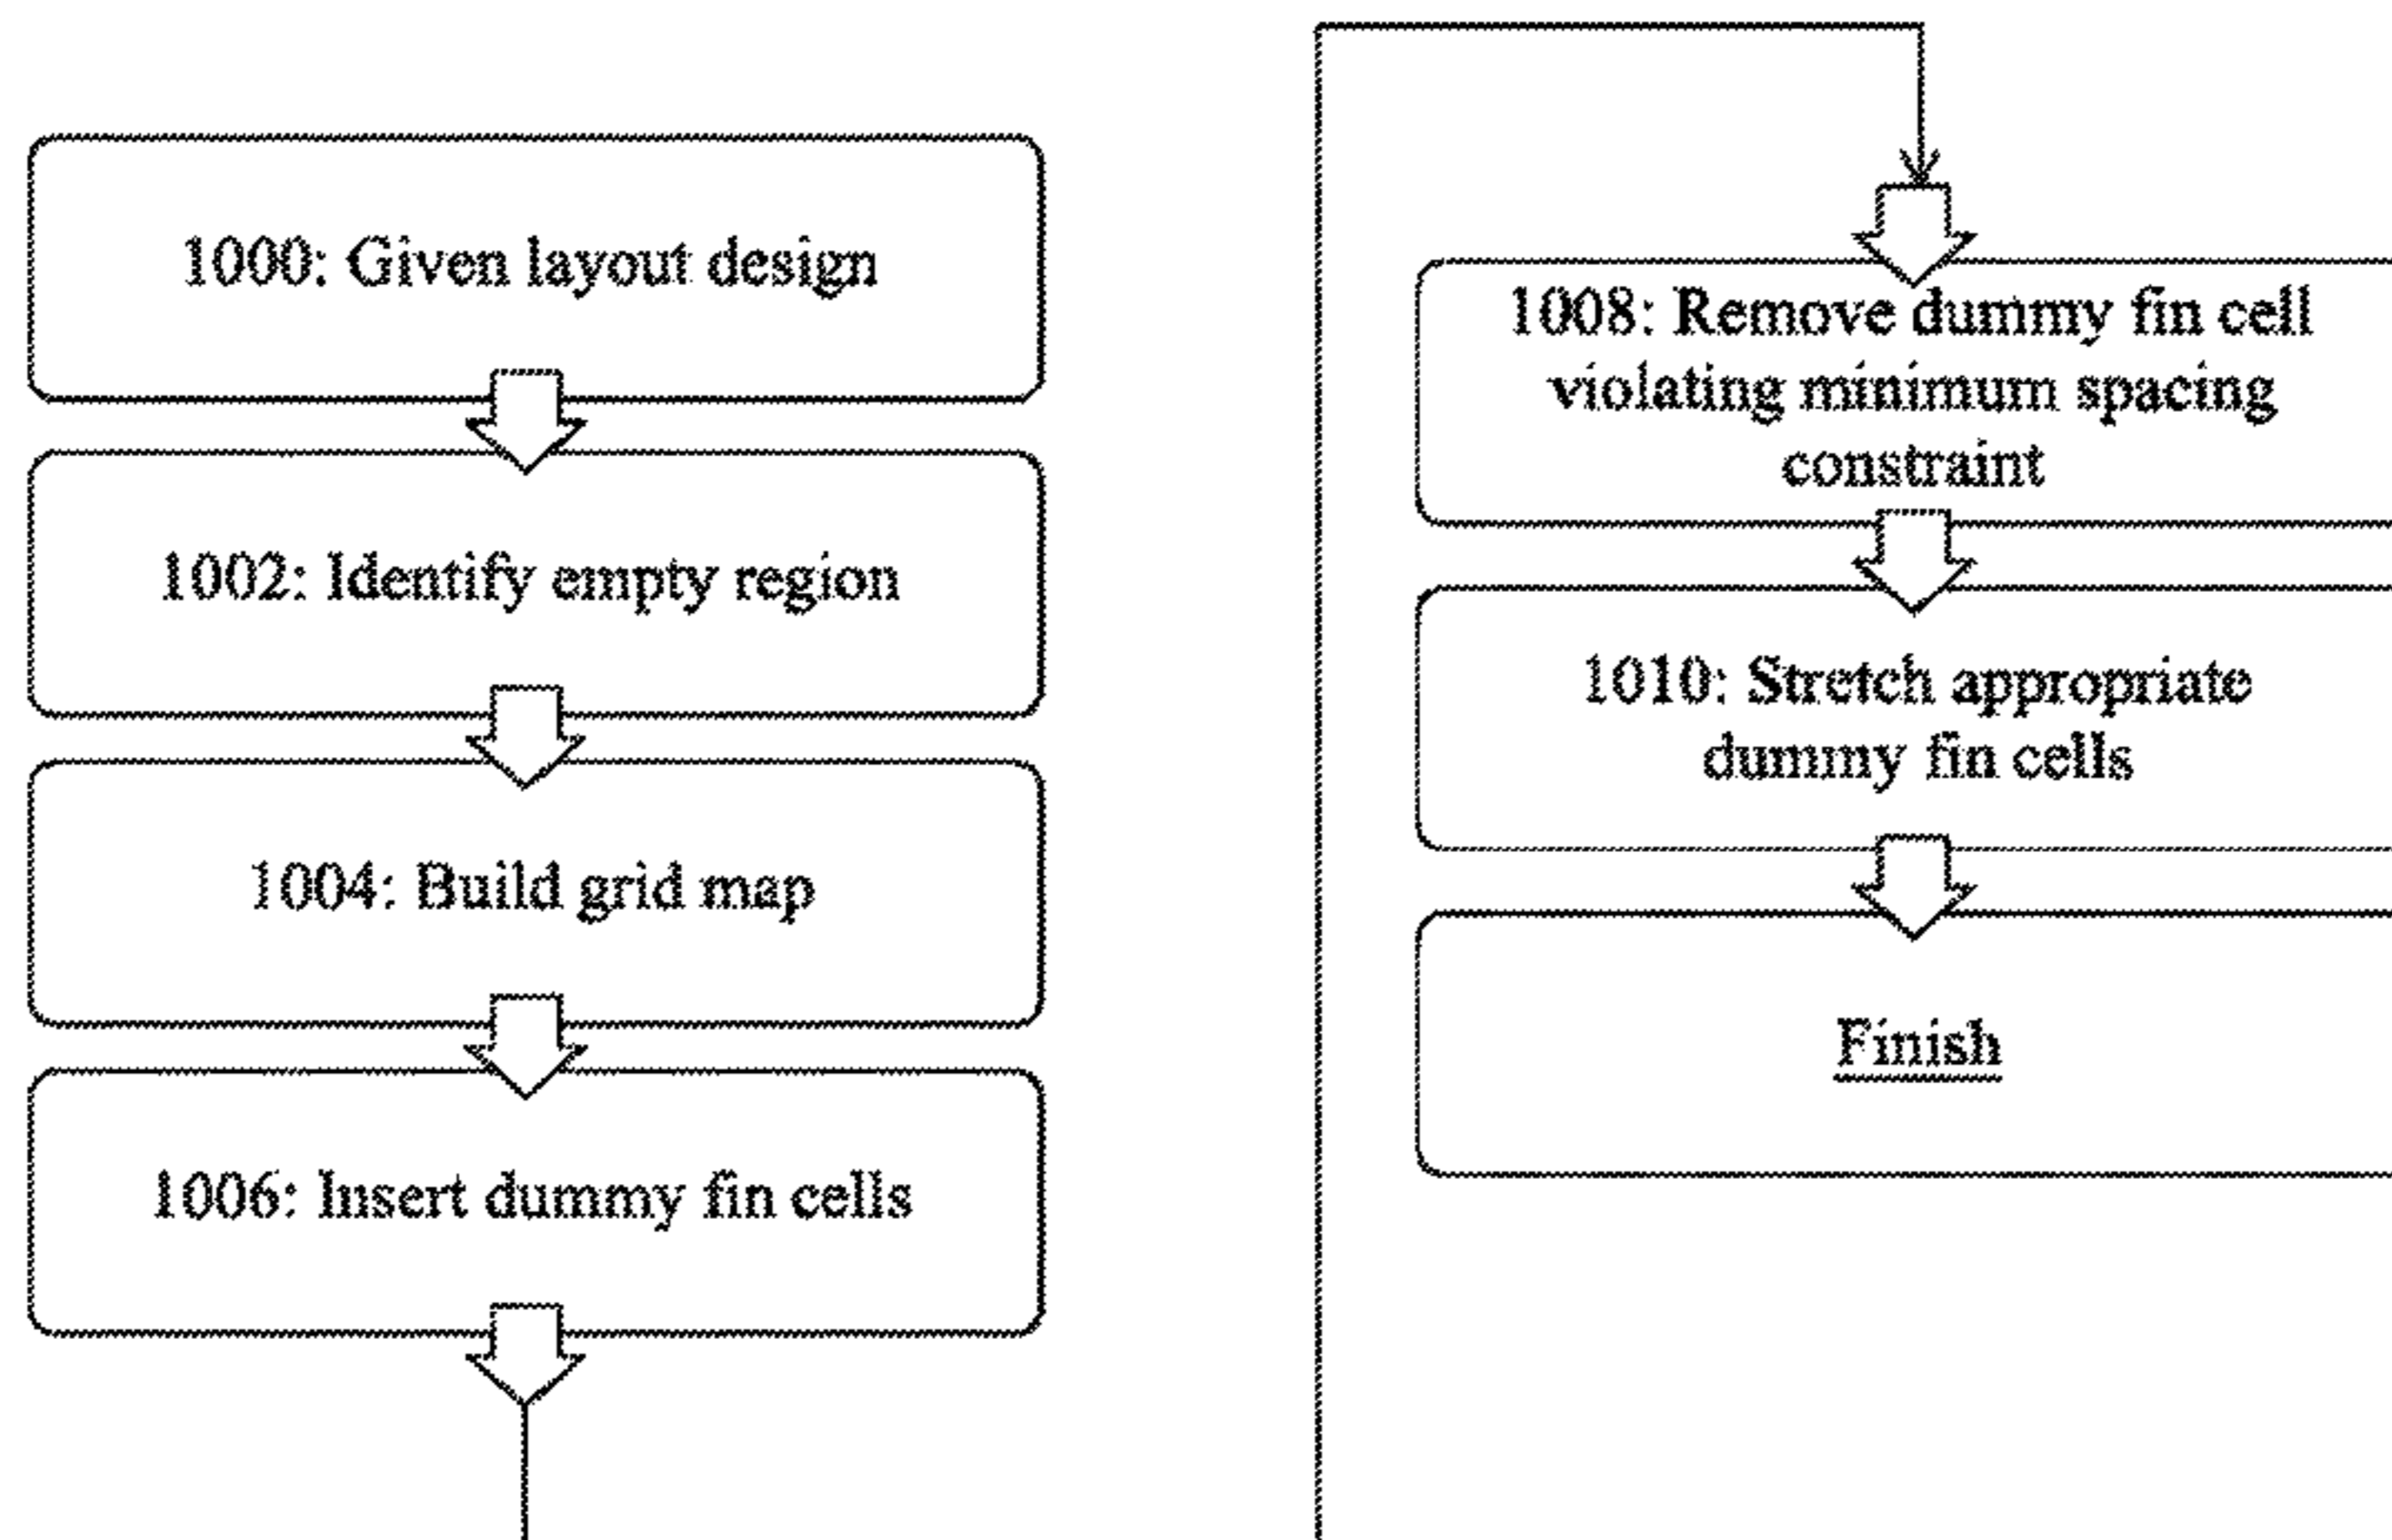 1000: Given layout design
1002: Identify empty region
1004: Build grid map
1006: Insert dummy fin cells
1008: Remove dummy fin cell
violating minimum spacing
constraint
1010: Stretch appropriate
dummy fin cells
Finish